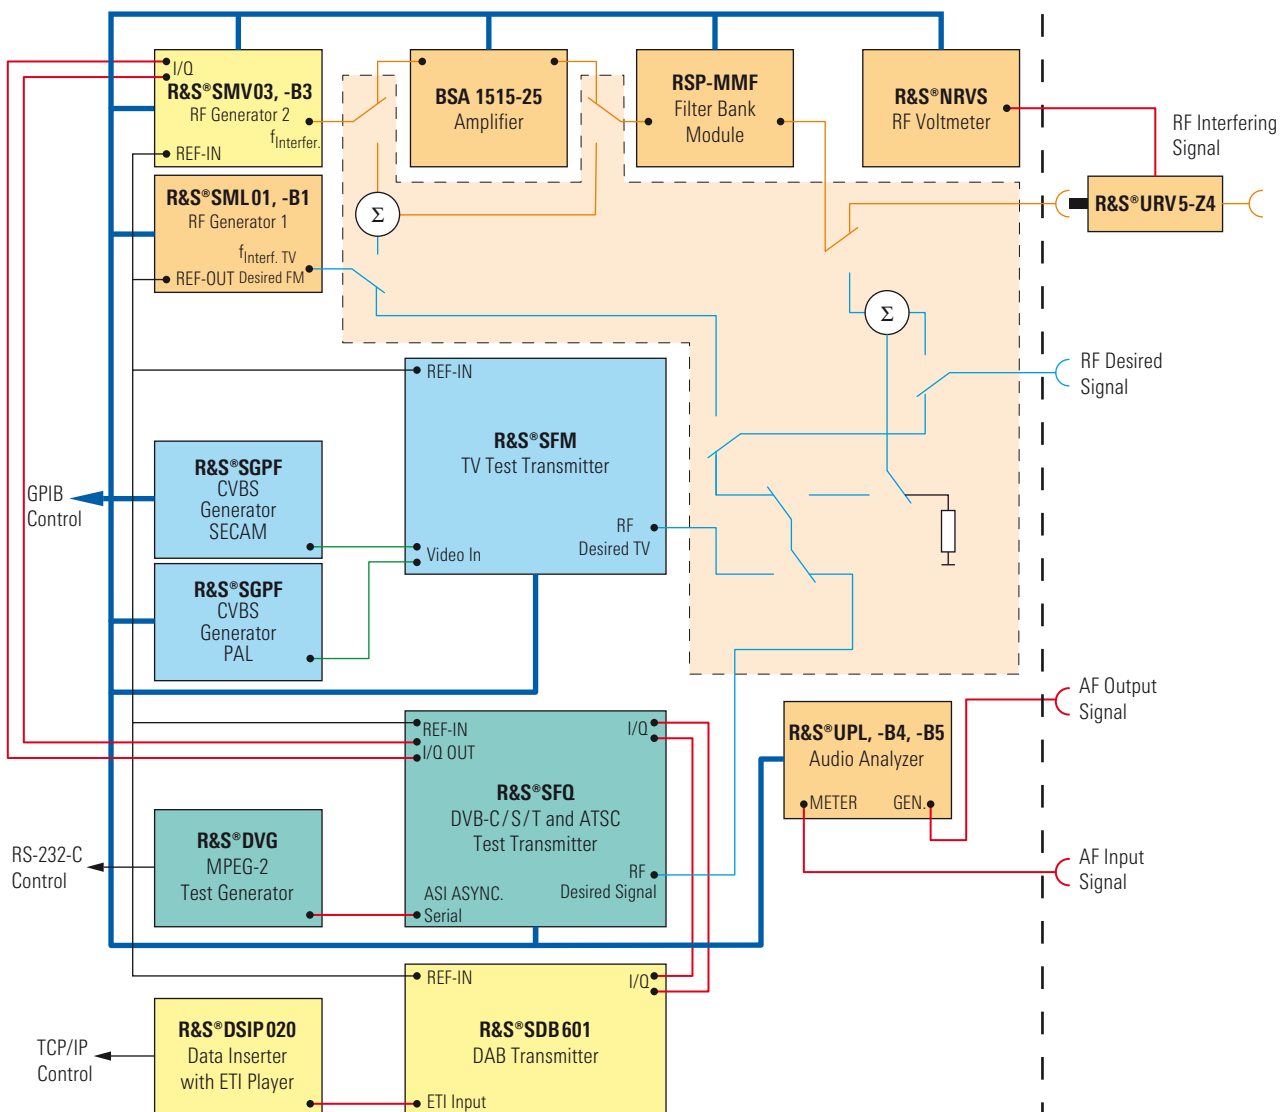 I/Q
R&S®SMV03, -B3
RF Generator 2
fInterfer.
REF-IN
BSA 1515-25
Amplifier
RSP-MMF
Filter Bank
Module
R&S®NRVS
RF Voltmeter
RF Interfering
Signal
R&S®SML01, -B1
RF Generator 1
fInterf. TV
REF-OUT Desired FM
Σ
R&S®URV5-Z4
Σ
RF Desired
Signal
REF-IN
R&S®SFM
TV Test Transmitter
RF
Desired TV
Video In
R&S®SGPF
CVBS
Generator
SECAM
GPIB
Control
R&S®SGPF
CVBS
Generator
PAL
AF Output
Signal
REF-IN
I/Q OUT
I/Q
R&S®SFQ
DVB-C/S/T and ATSC
Test Transmitter
RF
Desired Signal
ASI ASYNC.
Serial
R&S®UPL, -B4, -B5
Audio Analyzer
METER
GEN.
R&S®DVG
MPEG-2
Test Generator
RS-232-C
Control
AF Input
Signal
REF-IN
I/Q
R&S®SDB601
DAB Transmitter
ETI Input
R&S®DSIP020
Data Inserter
with ETI Player
TCP/IP
Control